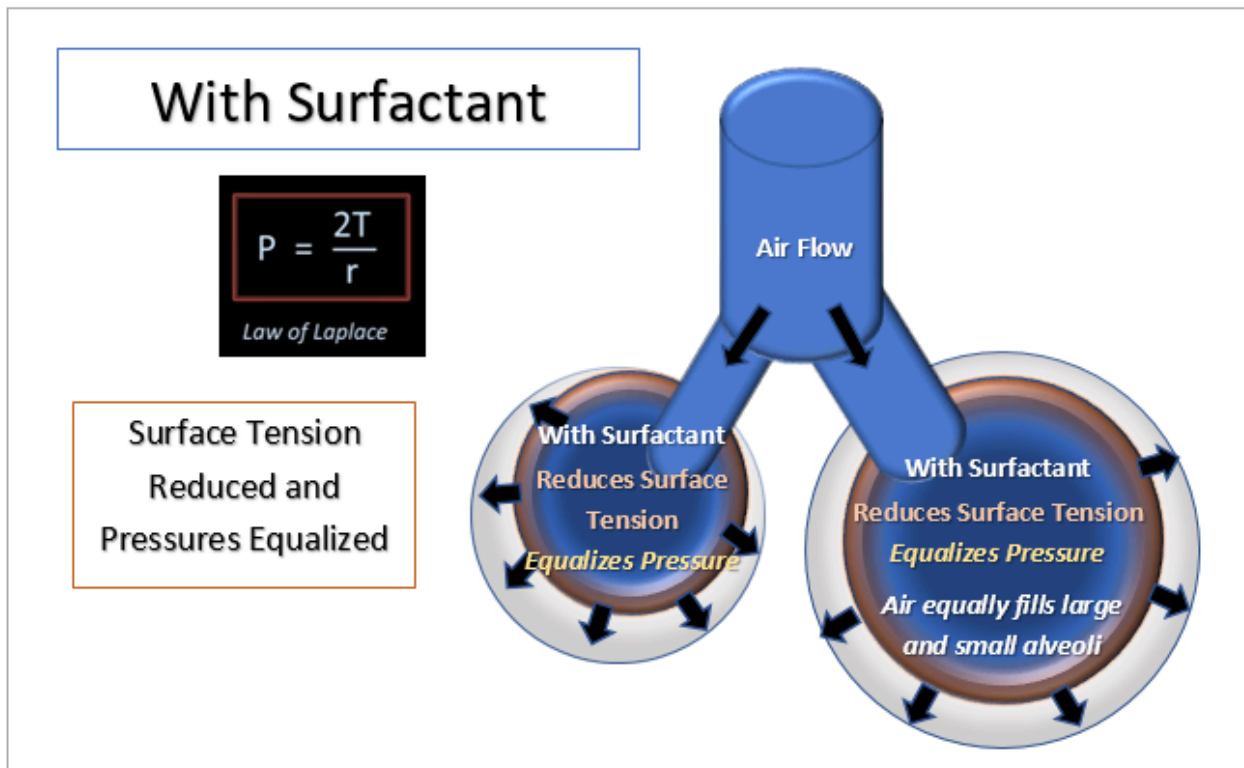 With Surfactant
P = 2T
r
Law of Laplace
Surface Tension
Reduced and
Pressures Equalized
Air Flow
With Surfactant
Reduces Surface
Tension
Equalizes Pressure
With Surfactant
Reduces Surface Tension
Equalizes Pressure
Air equally fills large
and small alveoli